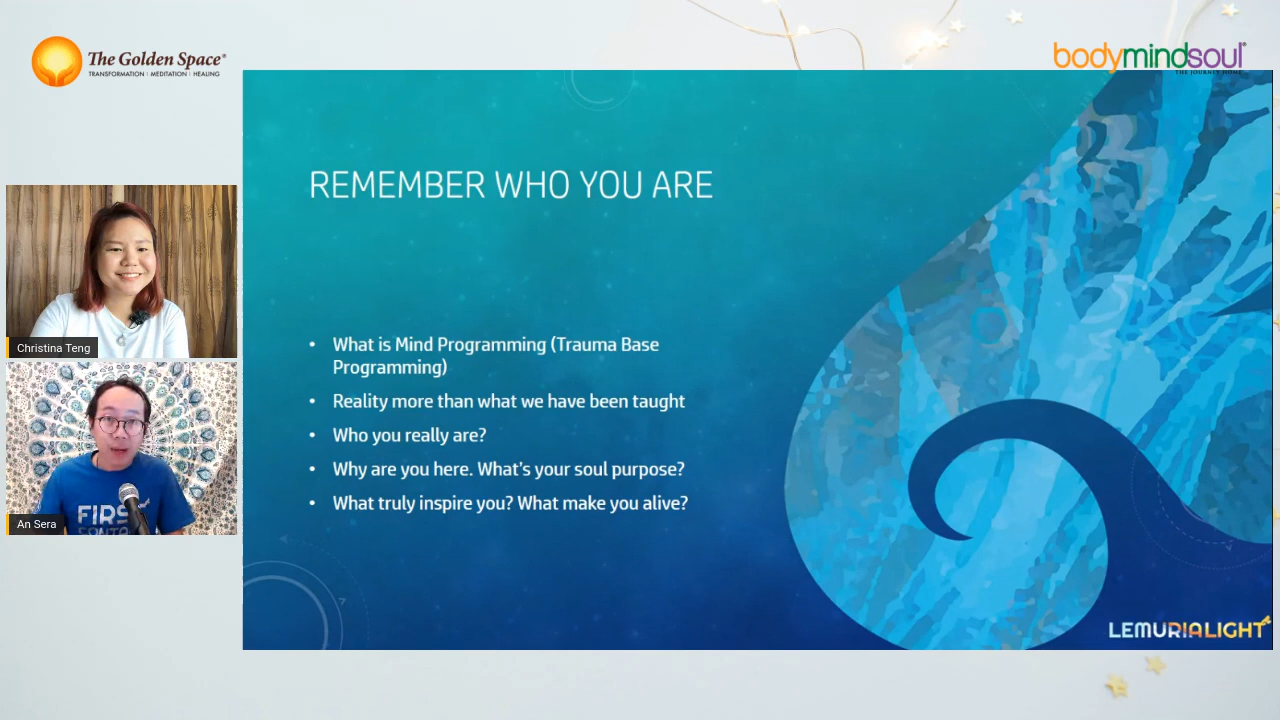 The Golden Space®
TRANSFORMATION | MEDITATION | HEALING
bodymindsoul®
THE JOURNEY HOME
REMEMBER WHO YOU ARE
• What is Mind Programming (Trauma Base
Programming)
• Reality more than what we have been taught
• Who you really are?
• Why are you here. What's your soul purpose?
• What truly inspire you? What make you alive?
Christina Teng
FIRST
CONTACT
An Sera
LEMURIALIGHT